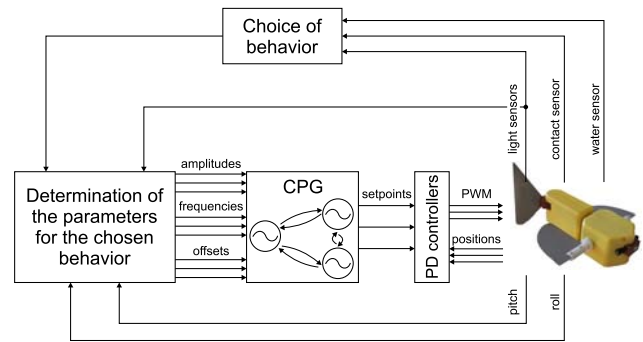 Choice of
behavior
light sensors
contact sensor
water sensor
amplitudes
frequencies
offsets
Determination of
the parameters
for the chosen
behavior
CPG
setpoints
PD controllers
PWM
positions
pitch
roll